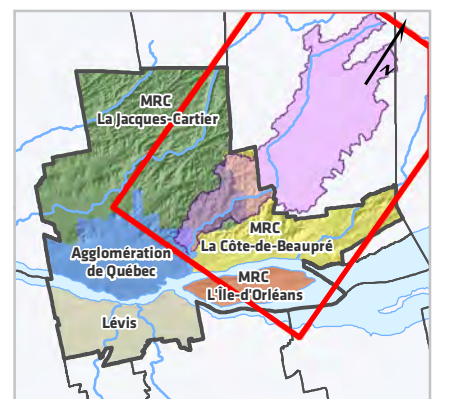 N
MRC
La Jacques-Cartier
MRC
La Côte-de-Beaupré
Agglomération
de Québec
MRC
L'Île-d'Orléans
Lévis